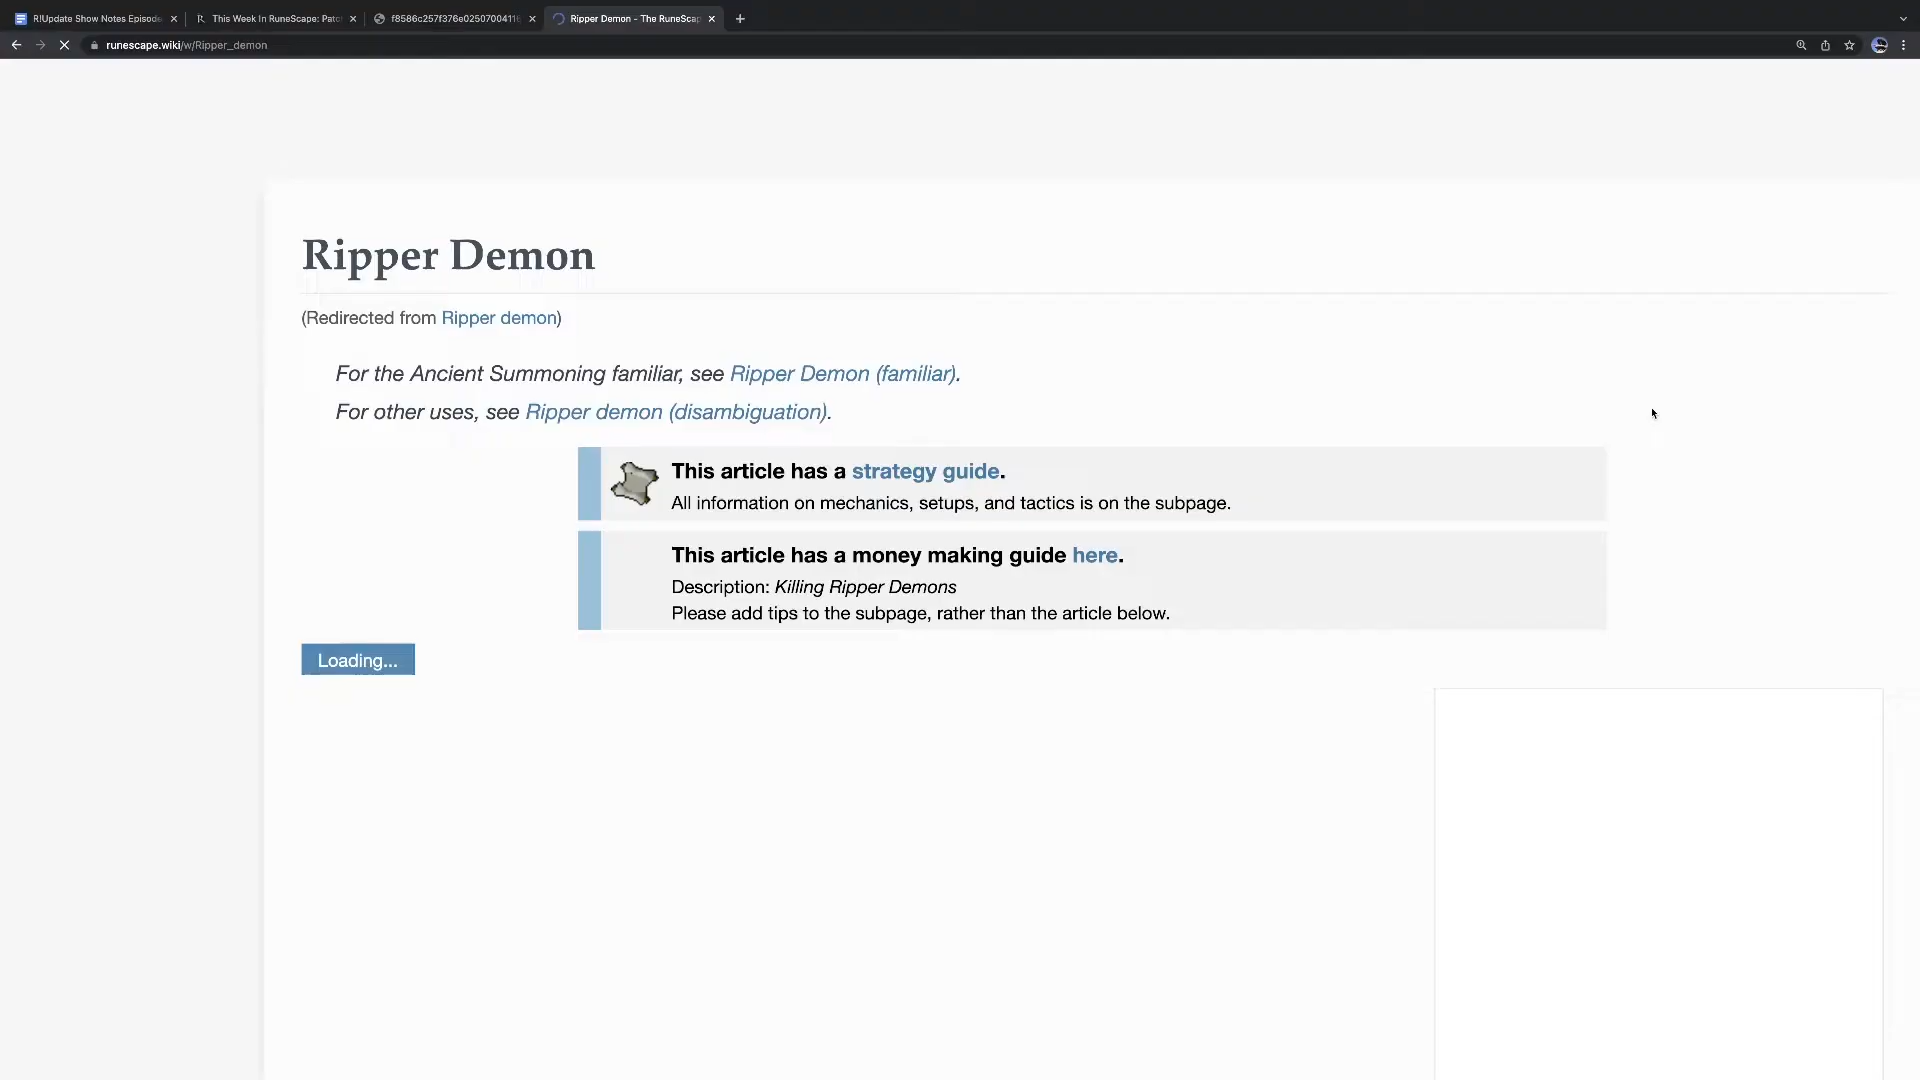 R!Update Show Notes Episode
This Week In RuneScape: Patc
f8586c257f376e0250700411
Ripper Demon - The RuneScap
runescape.wiki/w/Ripper_demon
Ripper Demon
(Redirected from Ripper demon)
For the Ancient Summoning familiar, see Ripper Demon (familiar).
For other uses, see Ripper demon (disambiguation).
This article has a strategy guide.
All information on mechanics, setups, and tactics is on the subpage.
This article has a money making guide here.
Description: Killing Ripper Demons
Please add tips to the subpage, rather than the article below.
Loading...